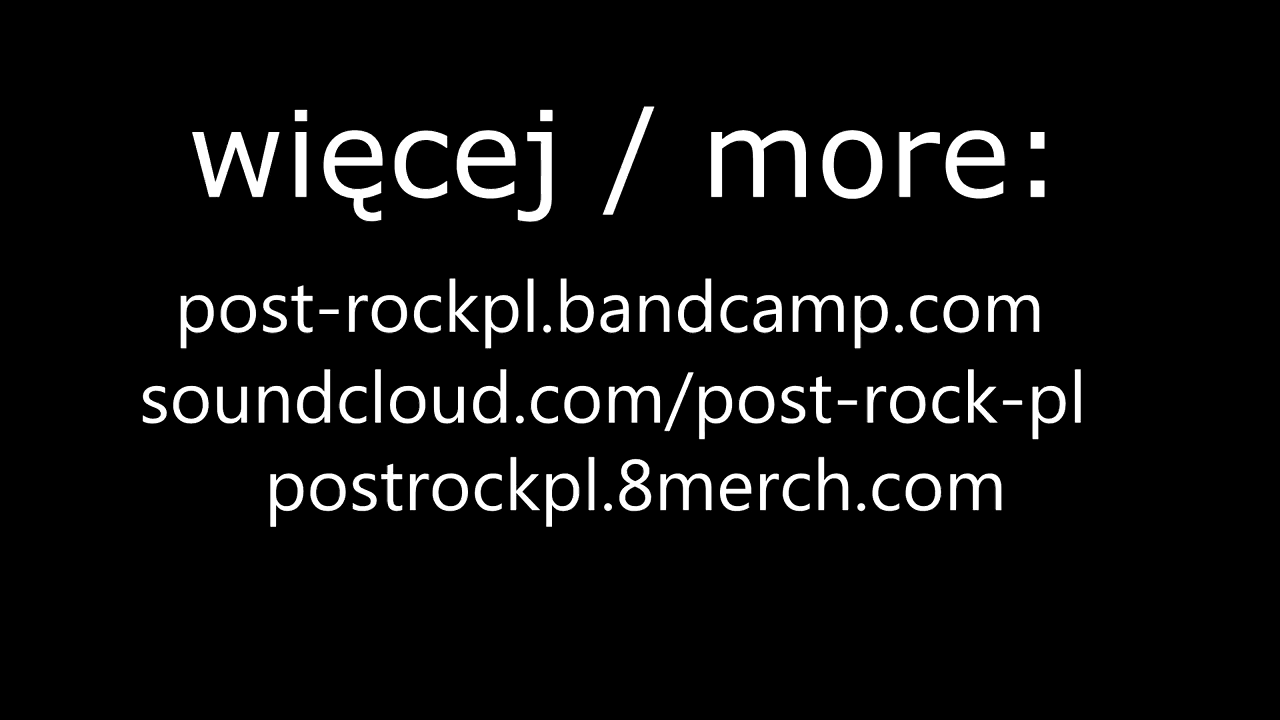 więcej / more:
post-rockpl.bandcamp.com
soundcloud.com/post-rock-pl
postrockpl.8merch.com